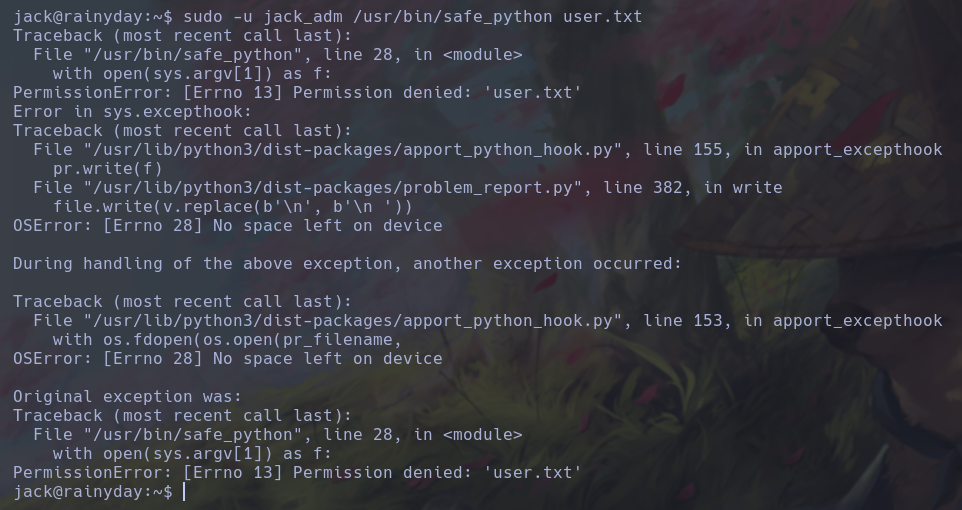 jack@rainyday:~$ sudo -u jack_adm /usr/bin/safe_python user.txt
Traceback (most recent call last):
  File "/usr/bin/safe_python", line 28, in <module>
    with open(sys.argv[1]) as f:
PermissionError: [Errno 13] Permission denied: 'user.txt'
Error in sys.excepthook:
Traceback (most recent call last):
  File "/usr/lib/python3/dist-packages/apport_python_hook.py", line 155, in apport_excepthook
    pr.write(f)
  File "/usr/lib/python3/dist-packages/problem_report.py", line 382, in write
    file.write(v.replace(b'\n', b'\n '))
OSError: [Errno 28] No space left on device

During handling of the above exception, another exception occurred:

Traceback (most recent call last):
  File "/usr/lib/python3/dist-packages/apport_python_hook.py", line 153, in apport_excepthook
    with os.fdopen(os.open(pr_filename,
OSError: [Errno 28] No space left on device

Original exception was:
Traceback (most recent call last):
  File "/usr/bin/safe_python", line 28, in <module>
    with open(sys.argv[1]) as f:
PermissionError: [Errno 13] Permission denied: 'user.txt'
jack@rainyday:~$